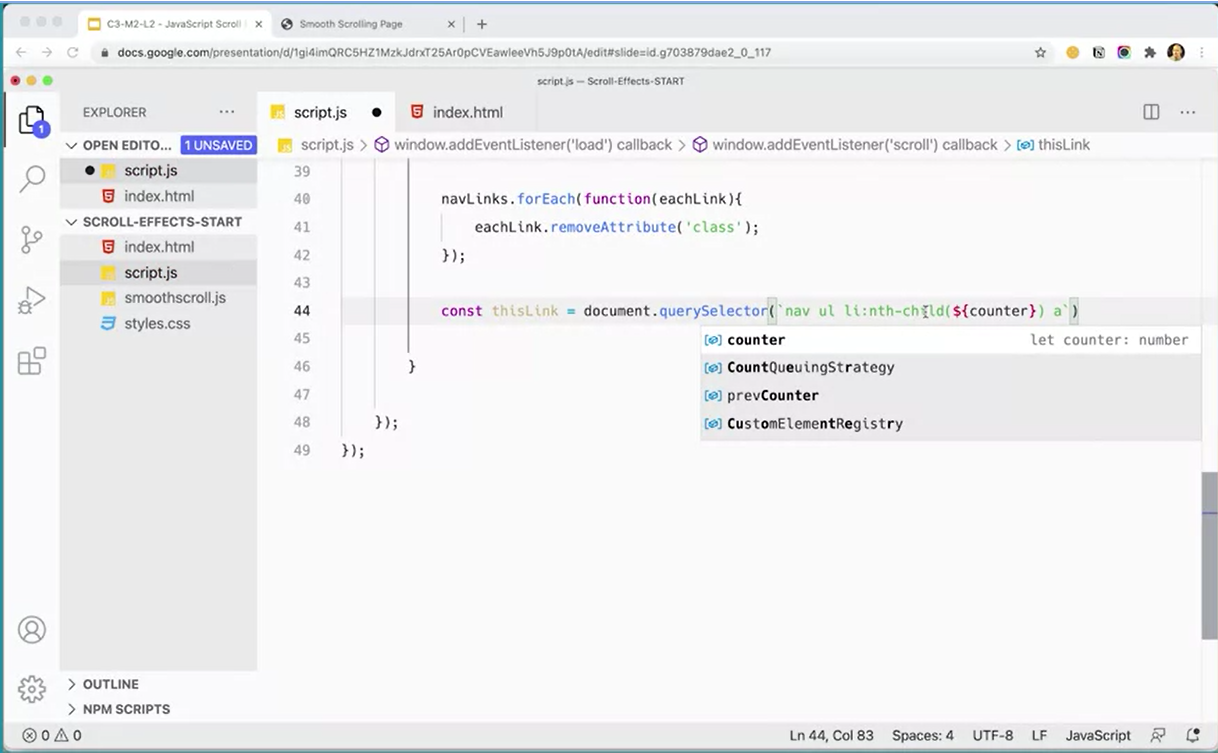 C3-M2-L2 - JavaScript Scroll
Smooth Scrolling Page
docs.google.com/presentation/d/1gi4imQRC5HZ1MzkJdrxT25Ar0pCVEawleeVh5J9p0tA/edit#slide=id.g703879dae2_0_117
script.js — Scroll-Effects-START
1
EXPLORER
OPEN EDITO...
1 UNSAVED
script.js
index.html
SCROLL-EFFECTS-START
index.html
script.js
smoothscroll.js
styles.css
OUTLINE
NPM SCRIPTS
script.js
index.html
script.js > window.addEventListener('load') callback > window.addEventListener('scroll') callback > thisLink
39
40 navLinks.forEach(function(eachLink){
41 eachLink.removeAttribute('class');
42 });
43
44 const thisLink = document.querySelector(`nav ul li:nth-child(${counter}) a`)
45
46 }
47
48 });
49 });
counter let counter: number
CountQueuingStrategy
prevCounter
CustomElementRegistry
0 0
Ln 44, Col 83 Spaces: 4 UTF-8 LF JavaScript